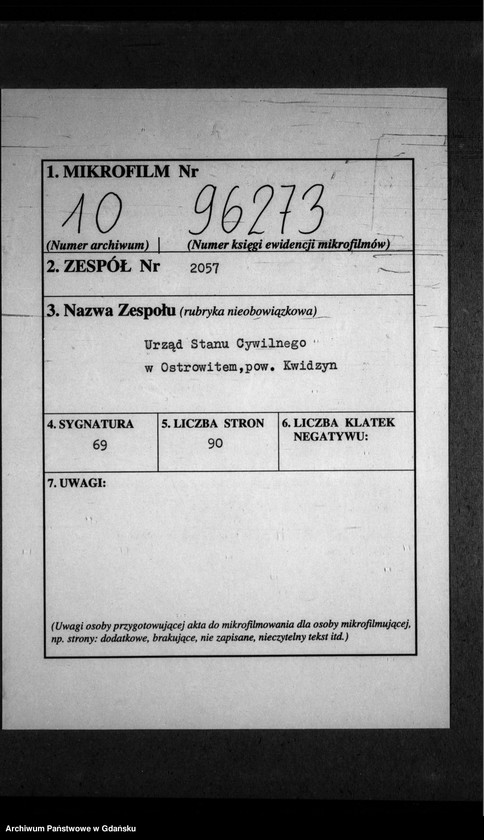 1. MIKROFILM Nr
10 96273
(Numer archiwum) (Numer księgi ewidencji mikrofilmów)
2. ZESPÓŁ Nr 2057
3. Nazwa Zespołu (rubryka nieobowiązkowa)
Urząd Stanu Cywilnego
w Ostrowitem,pow. Kwidzyn
4. SYGNATURA 5. LICZBA STRON 6. LICZBA KLATEK
NEGATYWU:
69 90
7. UWAGI:
(Uwagi osoby przygotowującej akta do mikrofilmowania dla osoby mikrofilmującej,
np. strony: dodatkowe, brakujące, nie zapisane, nieczytelny tekst itd.)
Archiwum Państwowe w Gdańsku